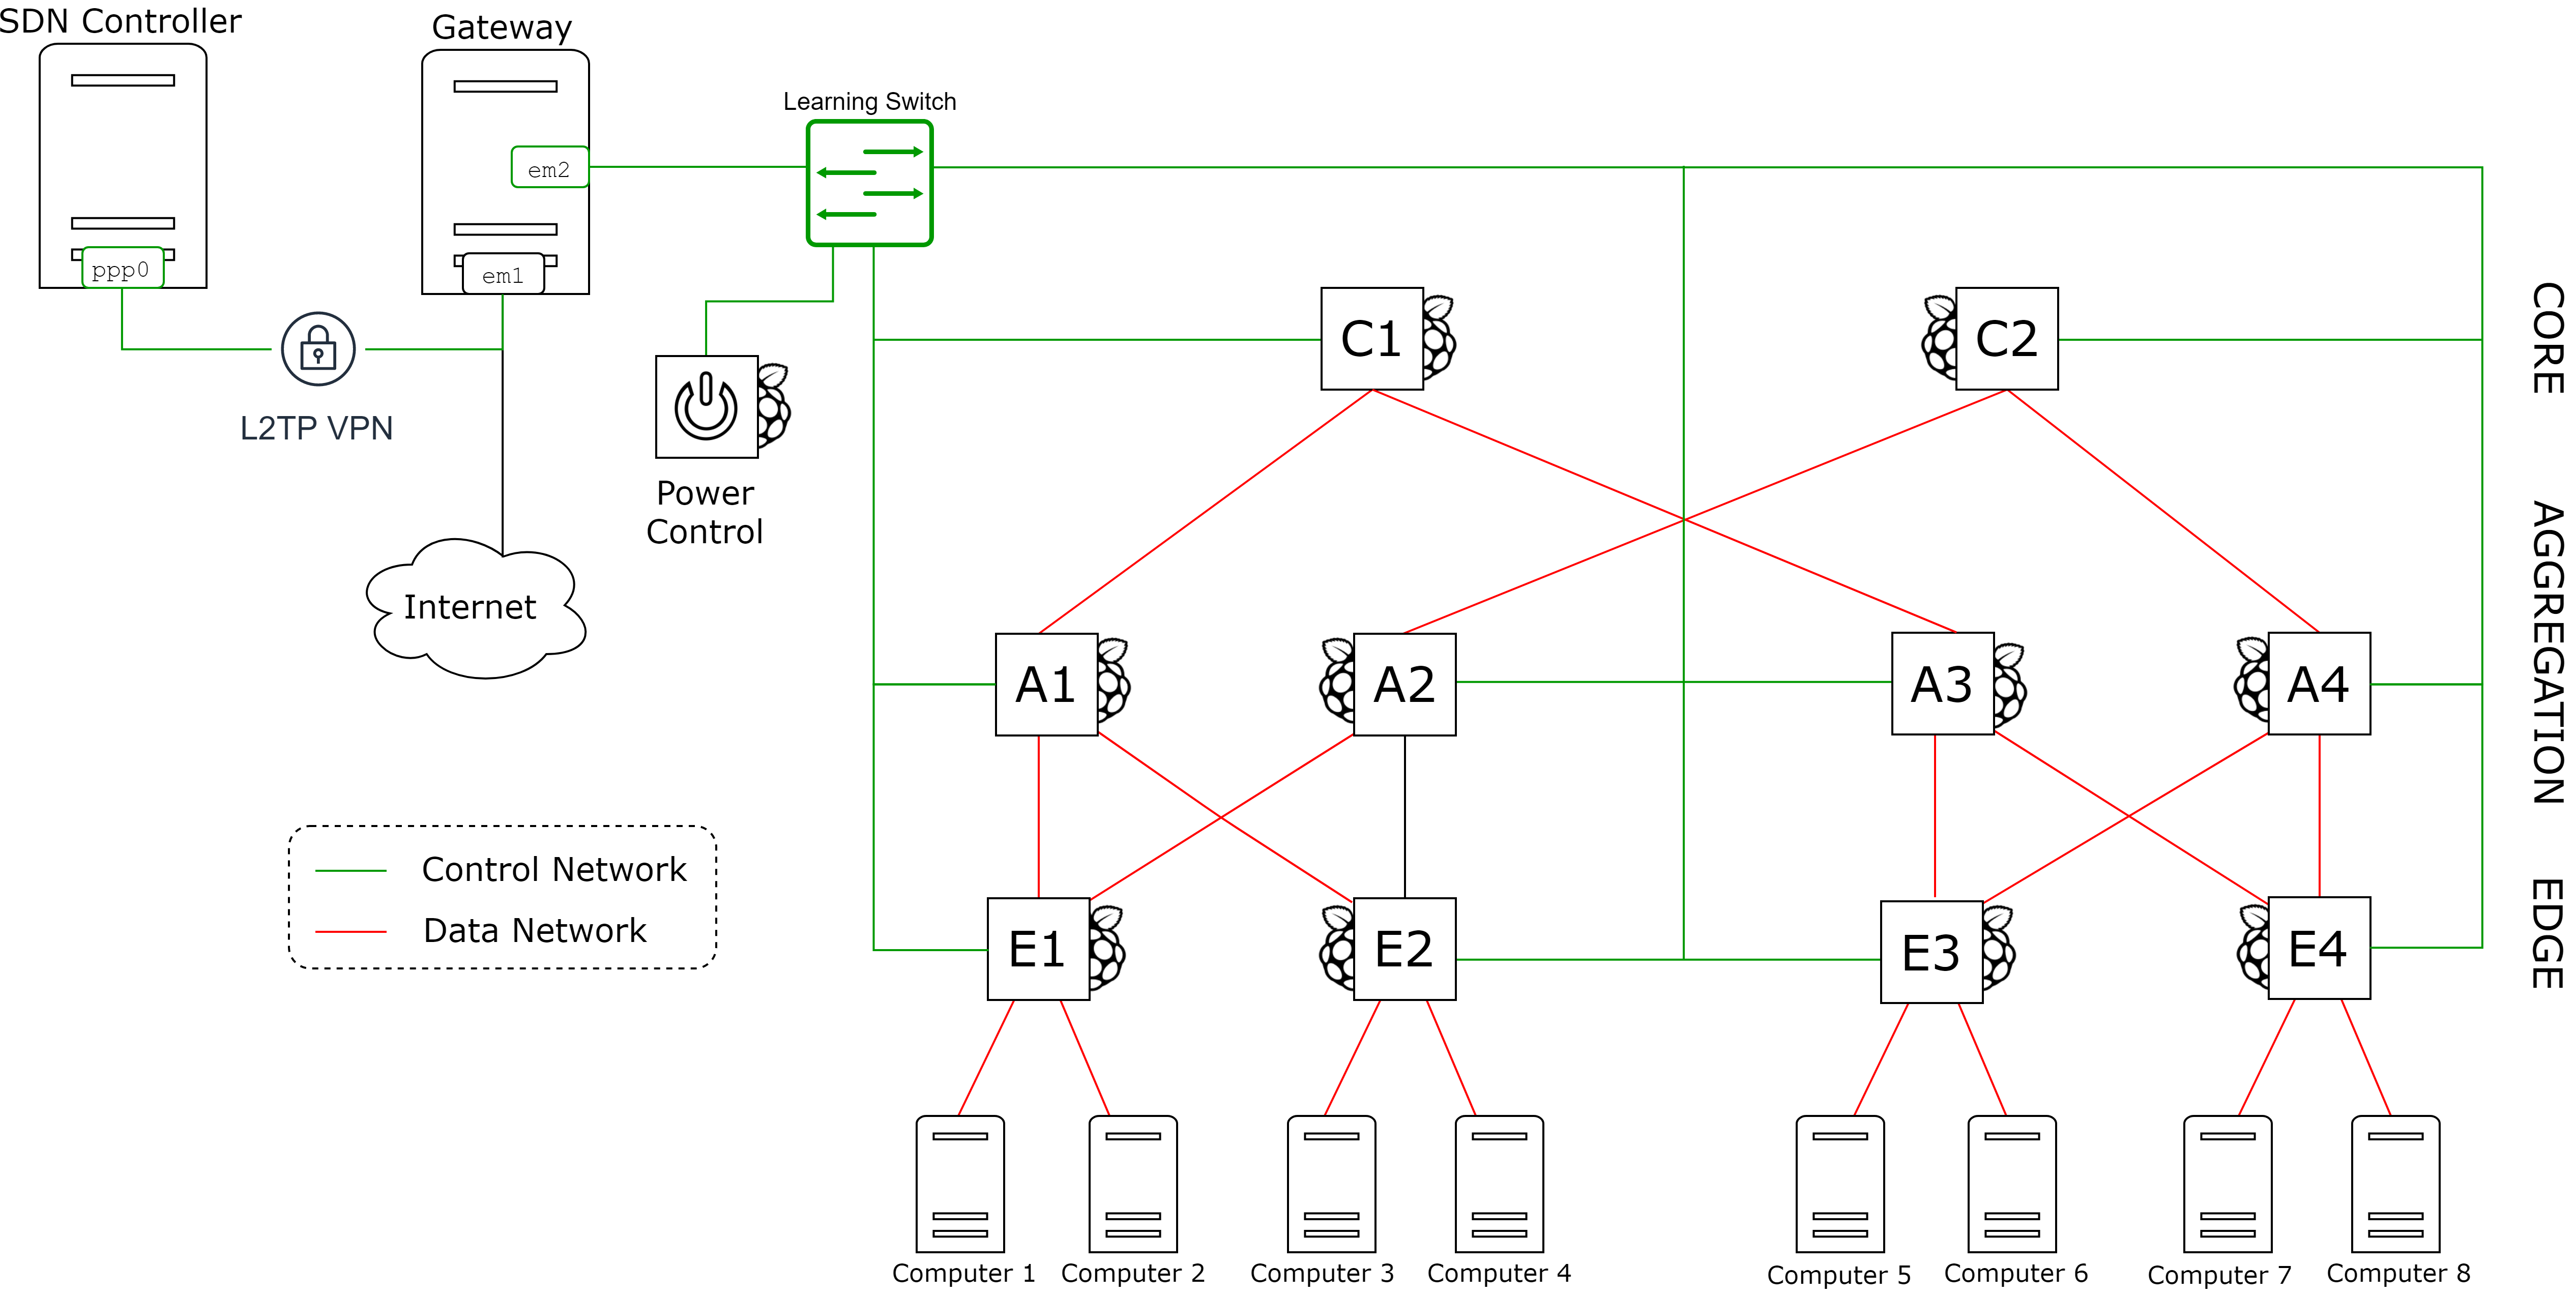 SDN Controller
Gateway
Learning Switch
em2
ppp0
em1
L2TP VPN
Power
Control
Internet
C1
C2
CORE
A1
A2
A3
A4
AGGREGATION
Control Network
Data Network
E1
E2
E3
E4
EDGE
Computer 1
Computer 2
Computer 3
Computer 4
Computer 5
Computer 6
Computer 7
Computer 8